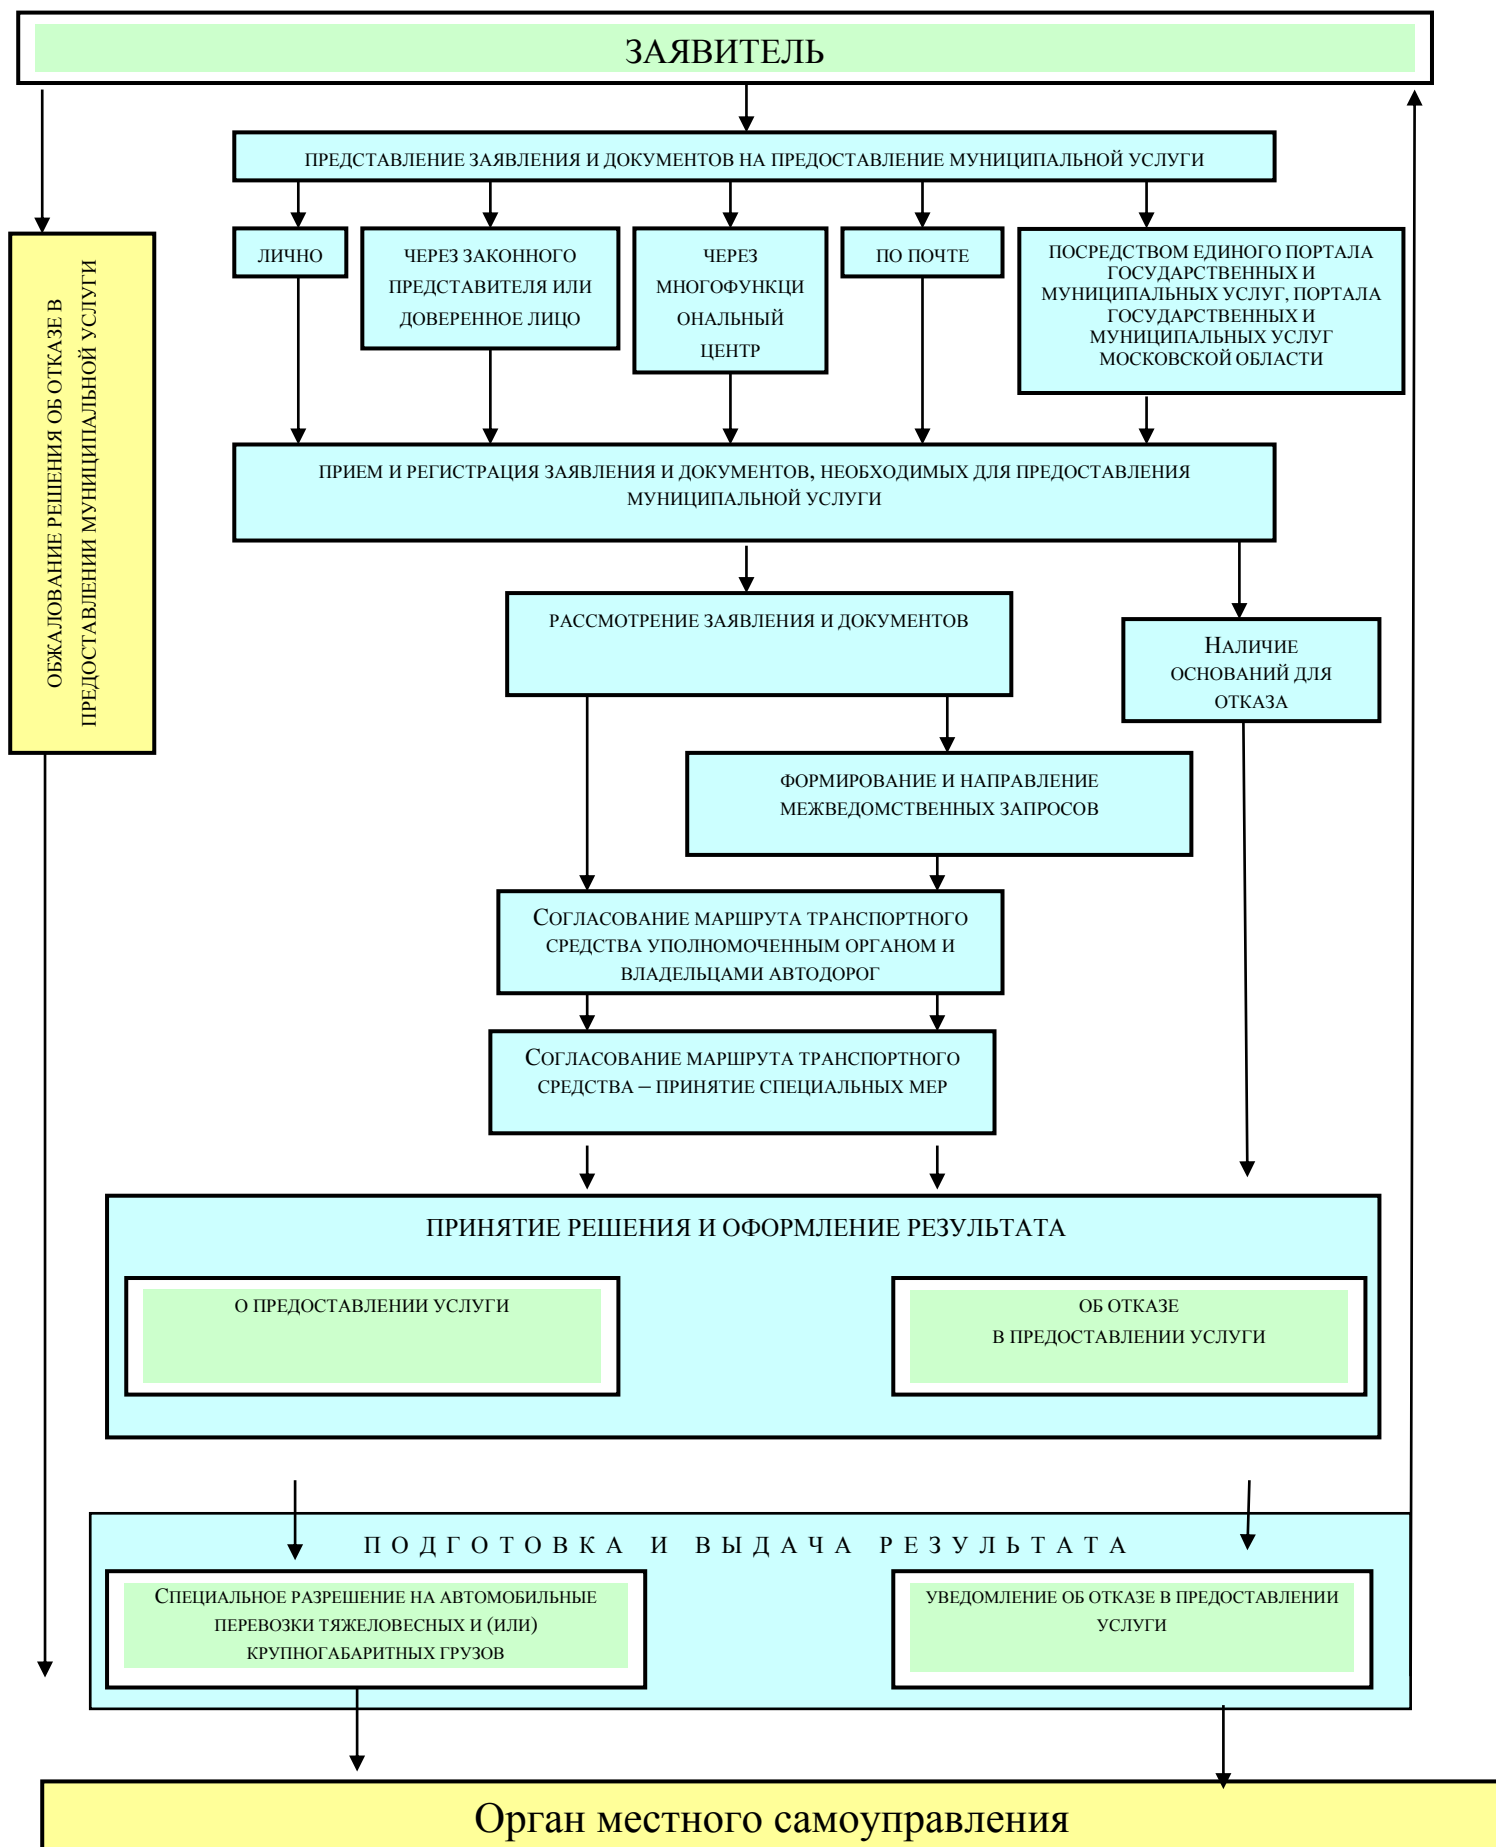 ЗАЯВИТЕЛЬ
ПРЕДСТАВЛЕНИЕ ЗАЯВЛЕНИЯ И ДОКУМЕНТОВ НА ПРЕДОСТАВЛЕНИЕ МУНИЦИПАЛЬНОЙ УСЛУГИ
ЛИЧНО
ЧЕРЕЗ ЗАКОННОГО
ПРЕДСТАВИТЕЛЯ ИЛИ
ДОВЕРЕННОЕ ЛИЦО
ЧЕРЕЗ
МНОГОФУНКЦИ
ОНАЛЬНЫЙ
ЦЕНТР
ПО ПОЧТЕ
ПОСРЕДСТВОМ ЕДИНОГО ПОРТАЛА
ГОСУДАРСТВЕННЫХ И
МУНИЦИПАЛЬНЫХ УСЛУГ, ПОРТАЛА
ГОСУДАРСТВЕННЫХ И
МУНИЦИПАЛЬНЫХ УСЛУГ
МОСКОВСКОЙ ОБЛАСТИ
ОБЖАЛОВАНИЕ РЕШЕНИЯ ОБ ОТКАЗЕ В
ПРЕДОСТАВЛЕНИИ МУНИЦИПАЛЬНОЙ УСЛУГИ
ПРИЕМ И РЕГИСТРАЦИЯ ЗАЯВЛЕНИЯ И ДОКУМЕНТОВ, НЕОБХОДИМЫХ ДЛЯ ПРЕДОСТАВЛЕНИЯ
МУНИЦИПАЛЬНОЙ УСЛУГИ
РАССМОТРЕНИЕ ЗАЯВЛЕНИЯ И ДОКУМЕНТОВ
НАЛИЧИЕ
ОСНОВАНИЙ ДЛЯ
ОТКАЗА
ФОРМИРОВАНИЕ И НАПРАВЛЕНИЕ
МЕЖВЕДОМСТВЕННЫХ ЗАПРОСОВ
СОГЛАСОВАНИЕ МАРШРУТА ТРАНСПОРТНОГО
СРЕДСТВА УПОЛНОМОЧЕННЫМ ОРГАНОМ И
ВЛАДЕЛЬЦАМИ АВТОДОРОГ
СОГЛАСОВАНИЕ МАРШРУТА ТРАНСПОРТНОГО
СРЕДСТВА – ПРИНЯТИЕ СПЕЦИАЛЬНЫХ МЕР
ПРИНЯТИЕ РЕШЕНИЯ И ОФОРМЛЕНИЕ РЕЗУЛЬТАТА
О ПРЕДОСТАВЛЕНИИ УСЛУГИ
ОБ ОТКАЗЕ
В ПРЕДОСТАВЛЕНИИ УСЛУГИ
ПОДГОТОВКА И ВЫДАЧА РЕЗУЛЬТАТА
СПЕЦИАЛЬНОЕ РАЗРЕШЕНИЕ НА АВТОМОБИЛЬНЫЕ
ПЕРЕВОЗКИ ТЯЖЕЛОВЕСНЫХ И (ИЛИ)
КРУПНОГАБАРИТНЫХ ГРУЗОВ
УВЕДОМЛЕНИЕ ОБ ОТКАЗЕ В ПРЕДОСТАВЛЕНИИ
УСЛУГИ
Орган местного самоуправления